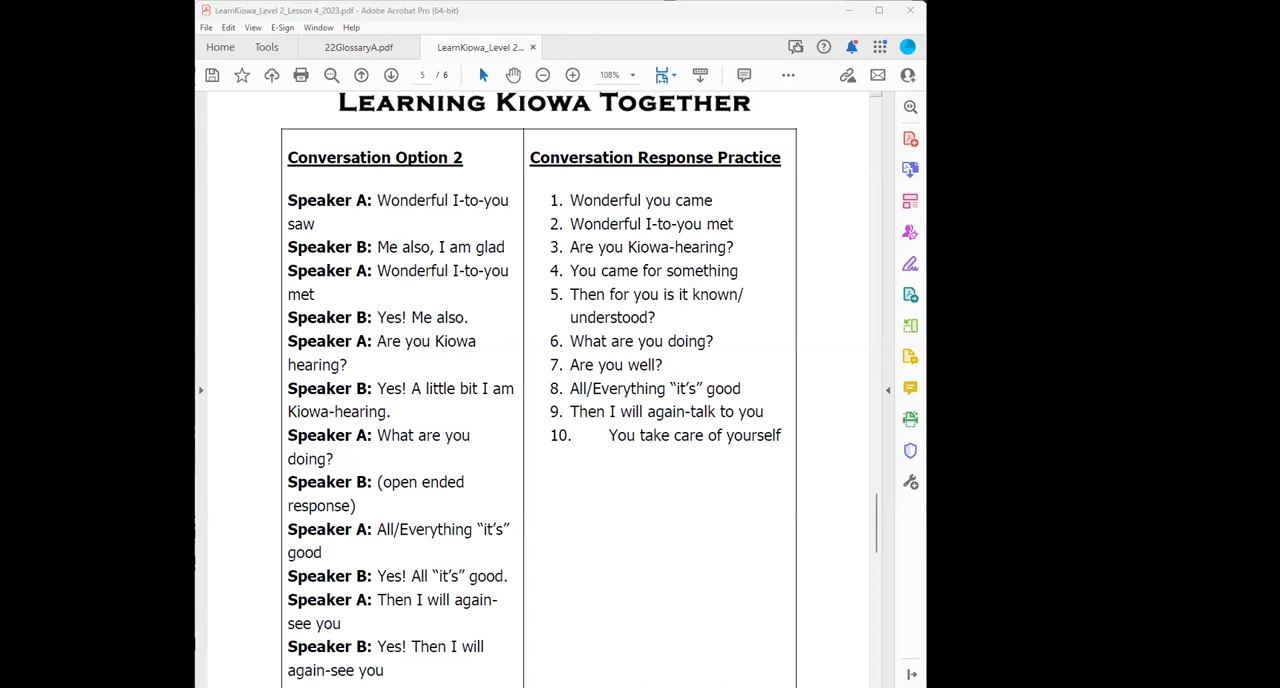 LearnKiowa_Level 2_Lesson 4_2023.pdf - Adobe Acrobat Pro (64-bit)
File Edit View E-Sign Window Help
Home Tools 22GlossaryA.pdf LearnKiowa_Level 2... ×
5 / 6 108%
LEARNING KIOWA TOGETHER
Conversation Option 2
Speaker A: Wonderful I-to-you
saw
Speaker B: Me also, I am glad
Speaker A: Wonderful I-to-you
met
Speaker B: Yes! Me also.
Speaker A: Are you Kiowa
hearing?
Speaker B: Yes! A little bit I am
Kiowa-hearing.
Speaker A: What are you
doing?
Speaker B: (open ended
response)
Speaker A: All/Everything “it’s”
good
Speaker B: Yes! All “it’s” good.
Speaker A: Then I will again-
see you
Speaker B: Yes! Then I will
again-see you
Conversation Response Practice
1. Wonderful you came
2. Wonderful I-to-you met
3. Are you Kiowa-hearing?
4. You came for something
5. Then for you is it known/
understood?
6. What are you doing?
7. Are you well?
8. All/Everything “it’s” good
9. Then I will again-talk to you
10. You take care of yourself